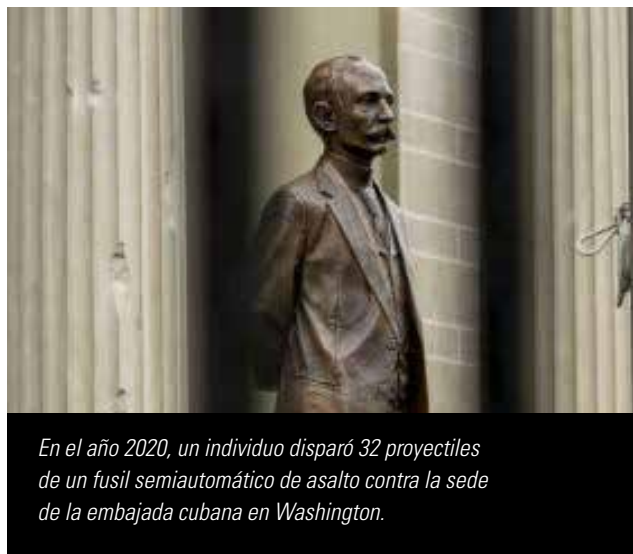 En el año 2020, un individuo disparó 32 proyectiles
de un fusil semiautomático de asalto contra la sede
de la embajada cubana en Washington.